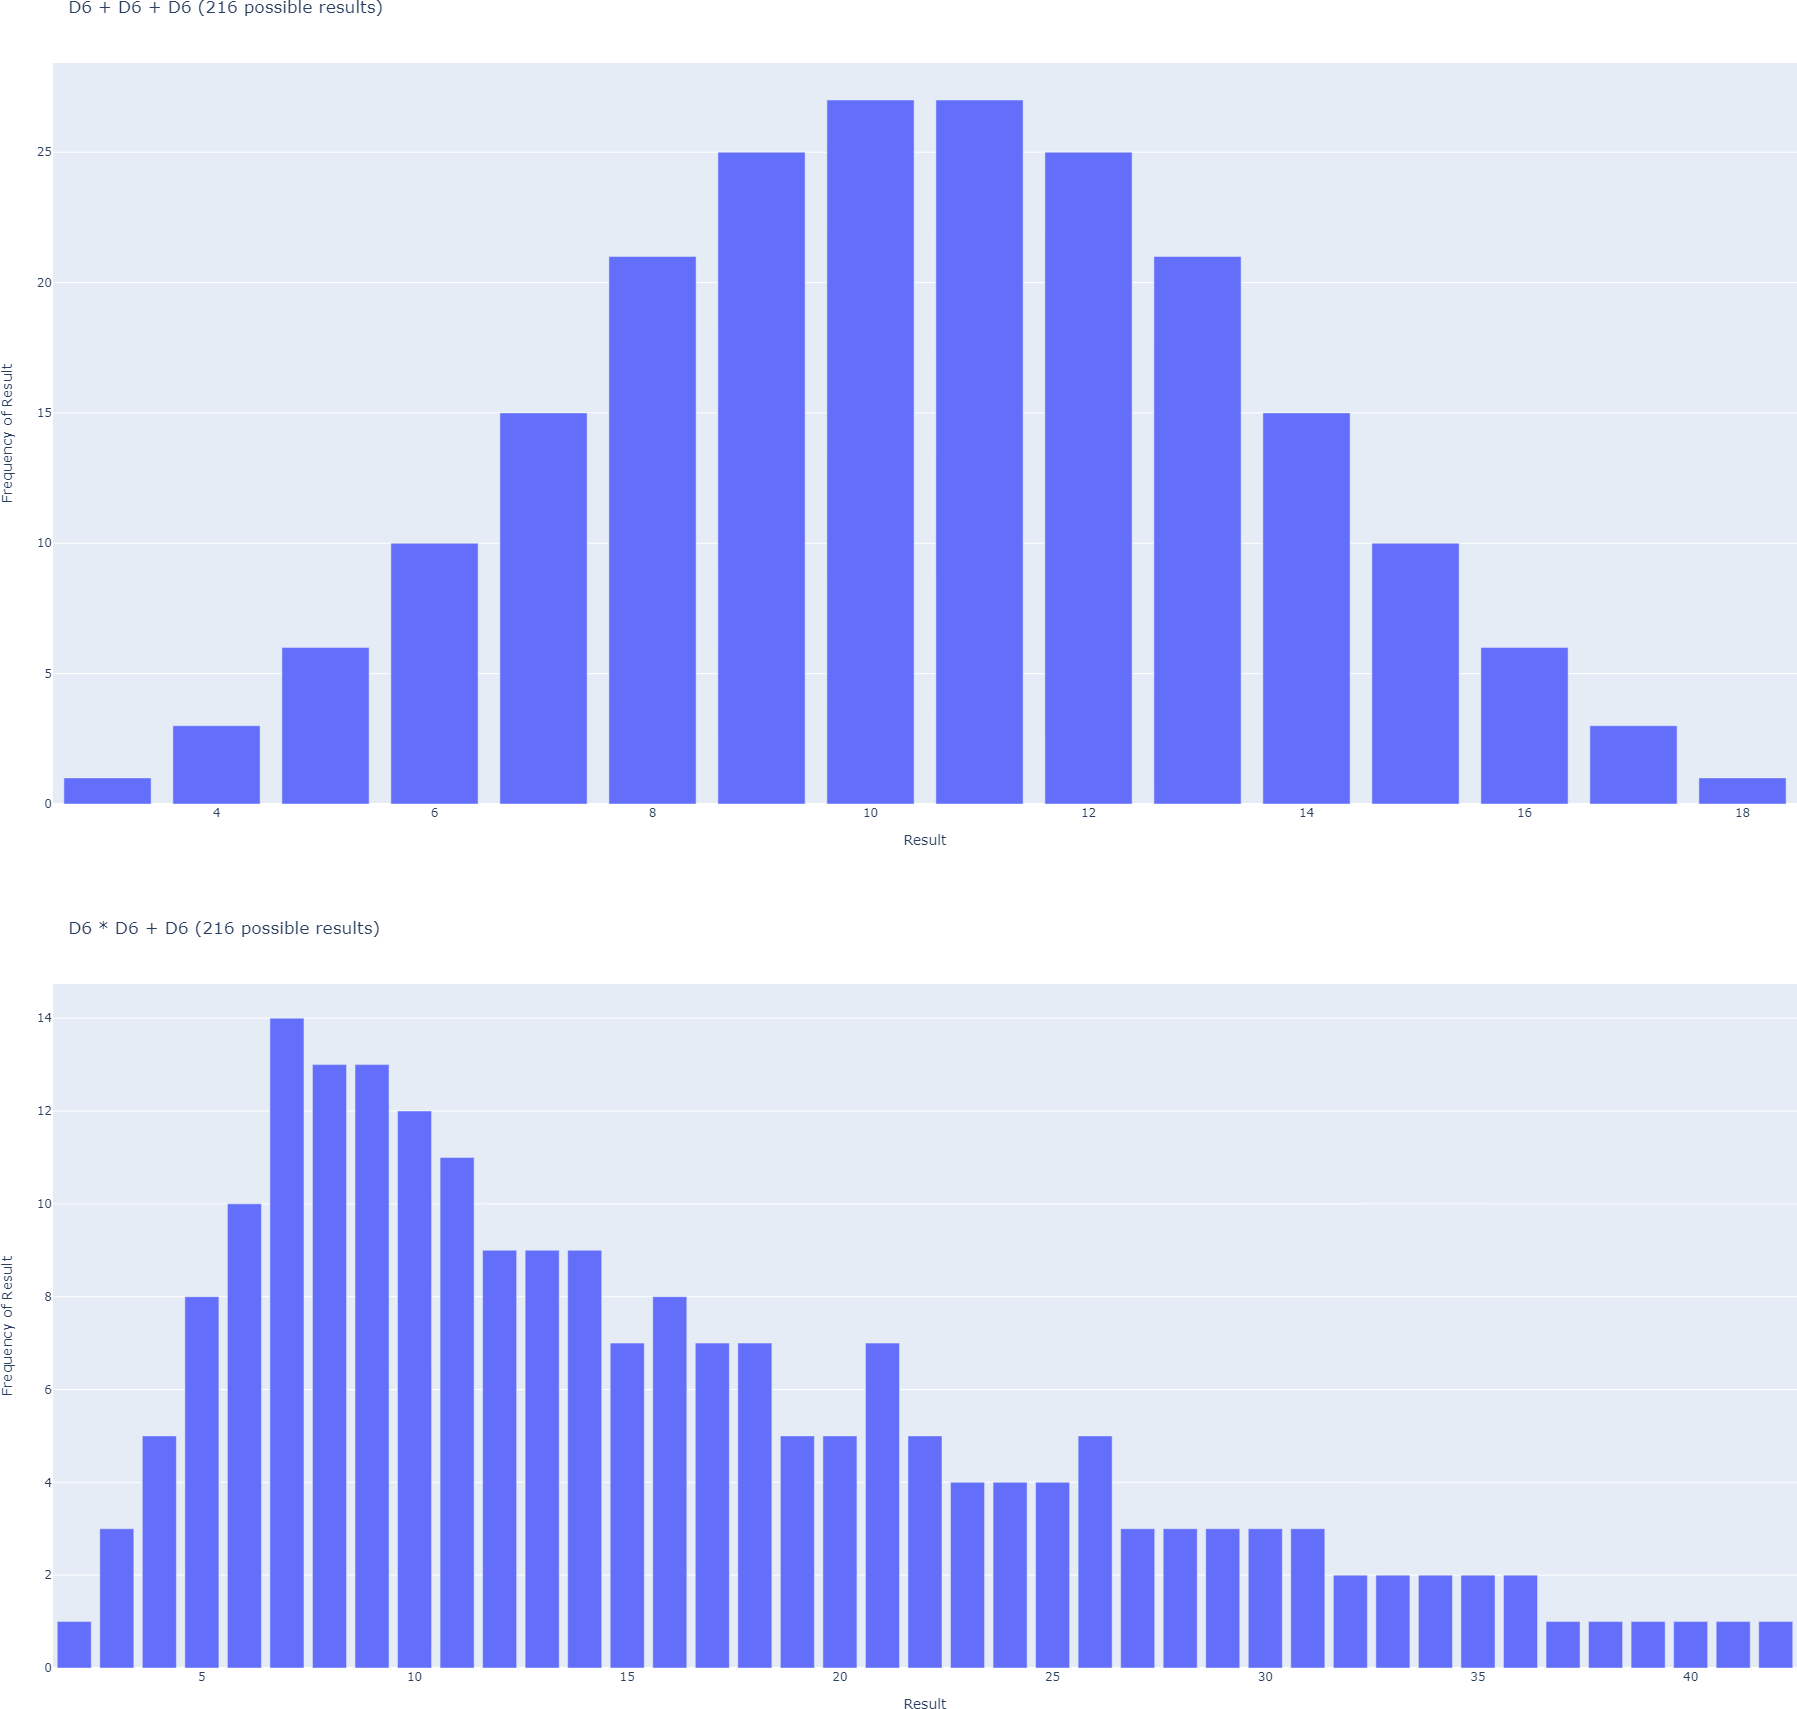 D6 + D6 + D6 (216 possible results)
25
20
15
10
5
0
Frequency of Result
4 6 8 10 12 14 16 18
Result
D6 * D6 + D6 (216 possible results)
14
12
10
8
6
4
2
0
Frequency of Result
5 10 15 20 25 30 35 40
Result